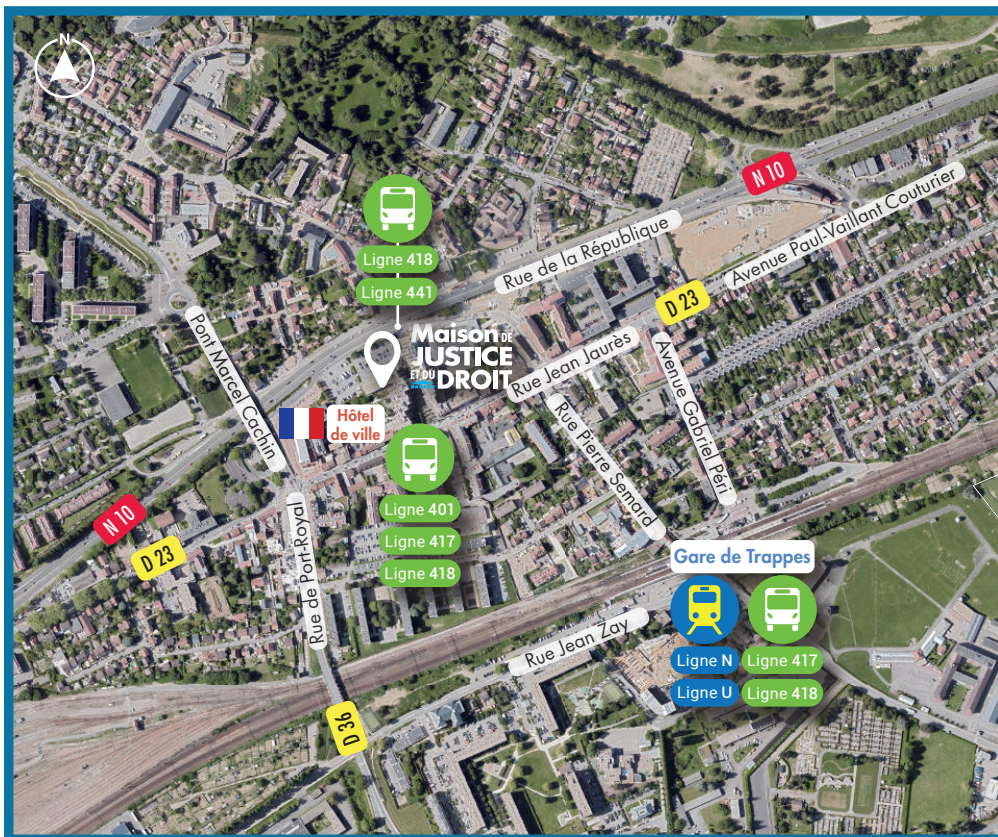 N
N 10
Avenue Paul-Vaillant Couturier
Rue de la République
D 23
Ligne 418
Ligne 441
Maison DE
JUSTICE
ET DU DROIT
Rue Jean Jaurès
Avenue Gabriel Péri
Pont Marcel Cachin
Hôtel
de ville
Rue Pierre Semard
Ligne 401
Ligne 417
Ligne 418
N 10
D 23
Rue de Port-Royal
Gare de Trappes
Rue Jean Zay
Ligne N
Ligne 417
Ligne U
Ligne 418
D 36